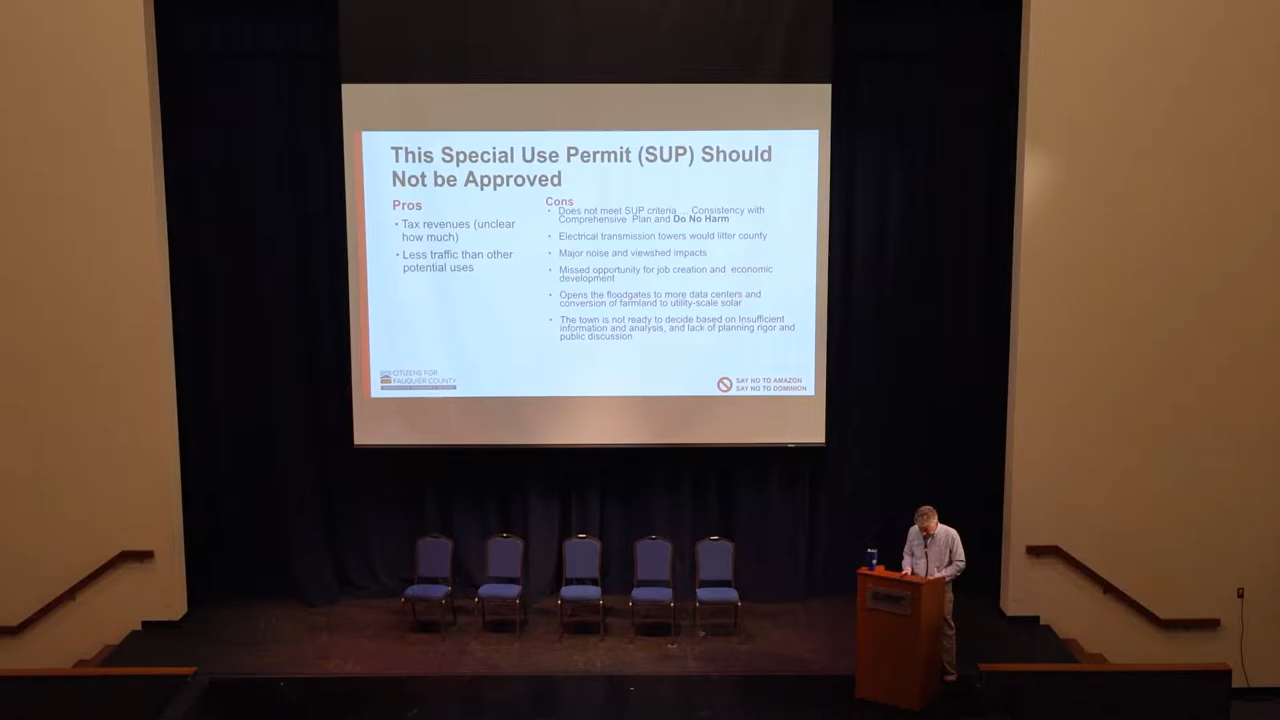 This Special Use Permit (SUP) Should
Not be Approved
Pros
• Tax revenues (unclear
how much)
• Less traffic than other
potential uses
Cons
• Does not meet SUP criteria ... Consistency with
Comprehensive Plan and Do No Harm
• Electrical transmission towers would litter county
• Major noise and viewshed impacts
• Missed opportunity for job creation and economic
development
• Opens the floodgates to more data centers and
conversion of farmland to utility-scale solar
• The town is not ready to decide based on Insufficient
information and analysis, and lack of planning rigor and
public discussion
CITIZENS FOR
FAUQUIER COUNTY
SAY NO TO AMAZON
SAY NO TO DOMINION